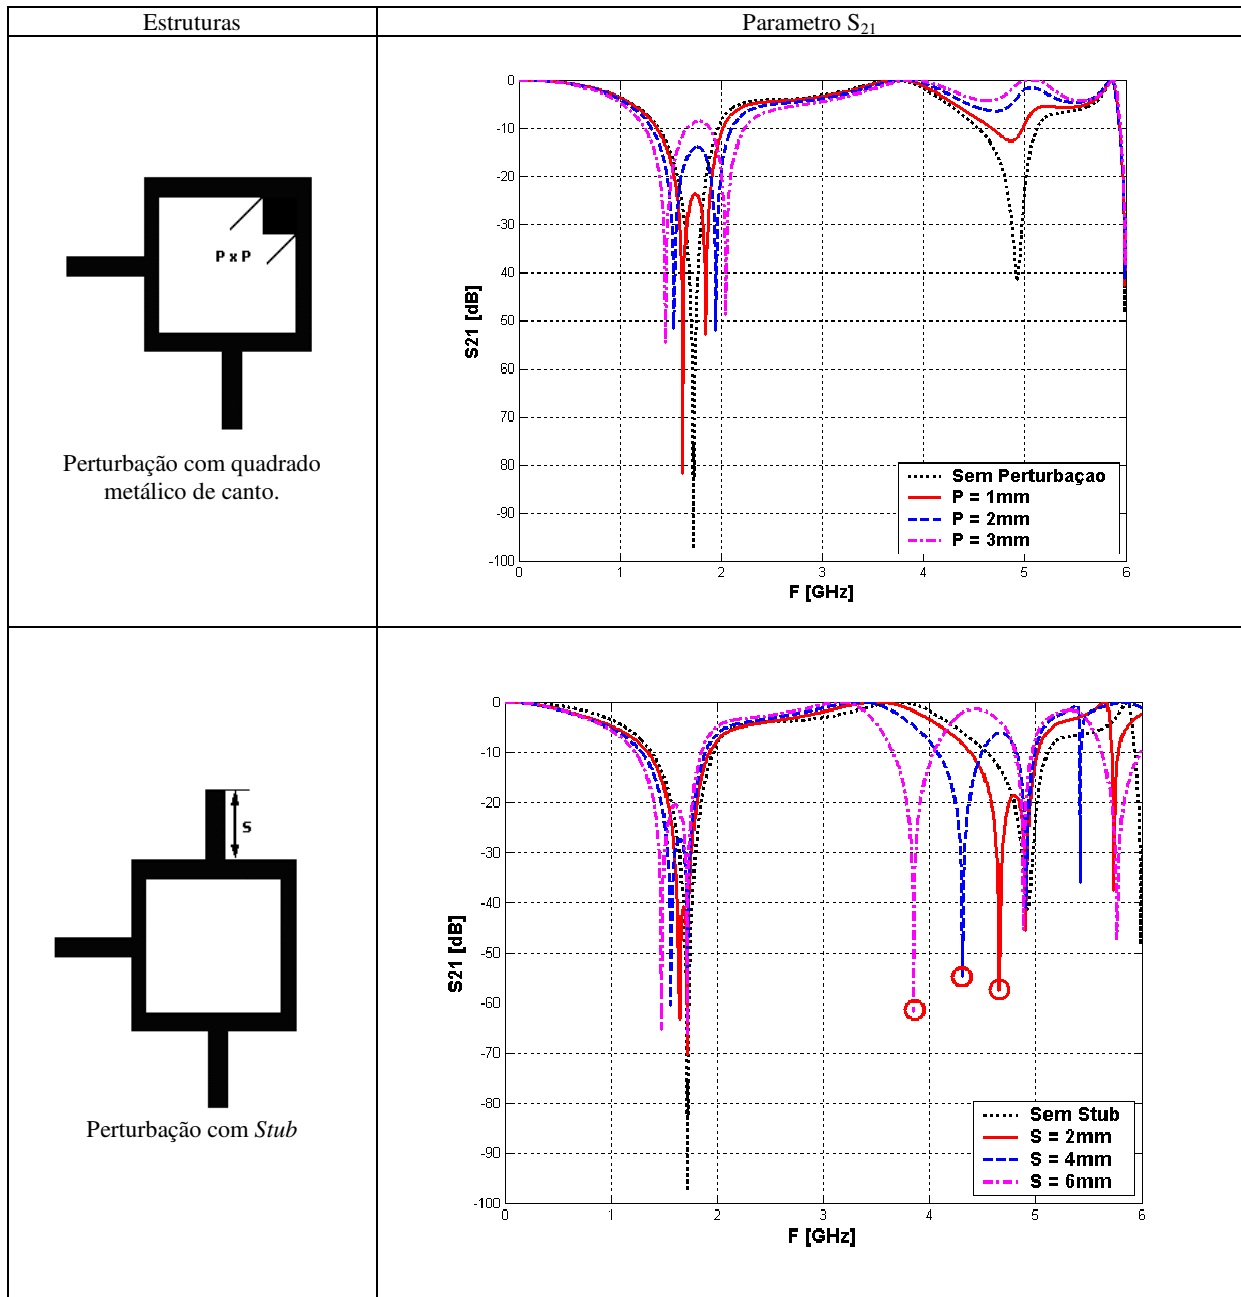 Estruturas
Parametro S21
P x P
Perturbação com quadrado
metálico de canto.
0
-10
-20
-30
40
50
60
70
80
-90
-100
S21 [dB]
0 1 2 3 4 5 6
F [GHz]
Sem Perturbaçao
P = 1mm
P = 2mm
P = 3mm
S
Perturbação com Stub
0
-10
-20
-30
-40
-50
-60
-70
-80
-90
-100
S21 [dB]
0 1 2 3 4 5 6
F [GHz]
Sem Stub
S = 2mm
S = 4mm
S = 6mm